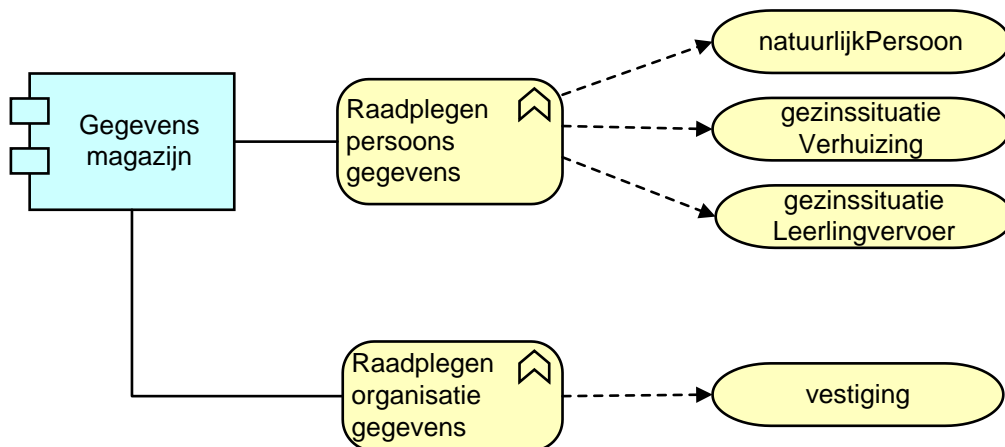 Gegevens
magazijn
Raadplegen
persoons
gegevens
natuurlijkPersoon
gezinssituatie
Verhuizing
gezinssituatie
Leerlingvervoer
Raadplegen
organisatie
gegevens
vestiging